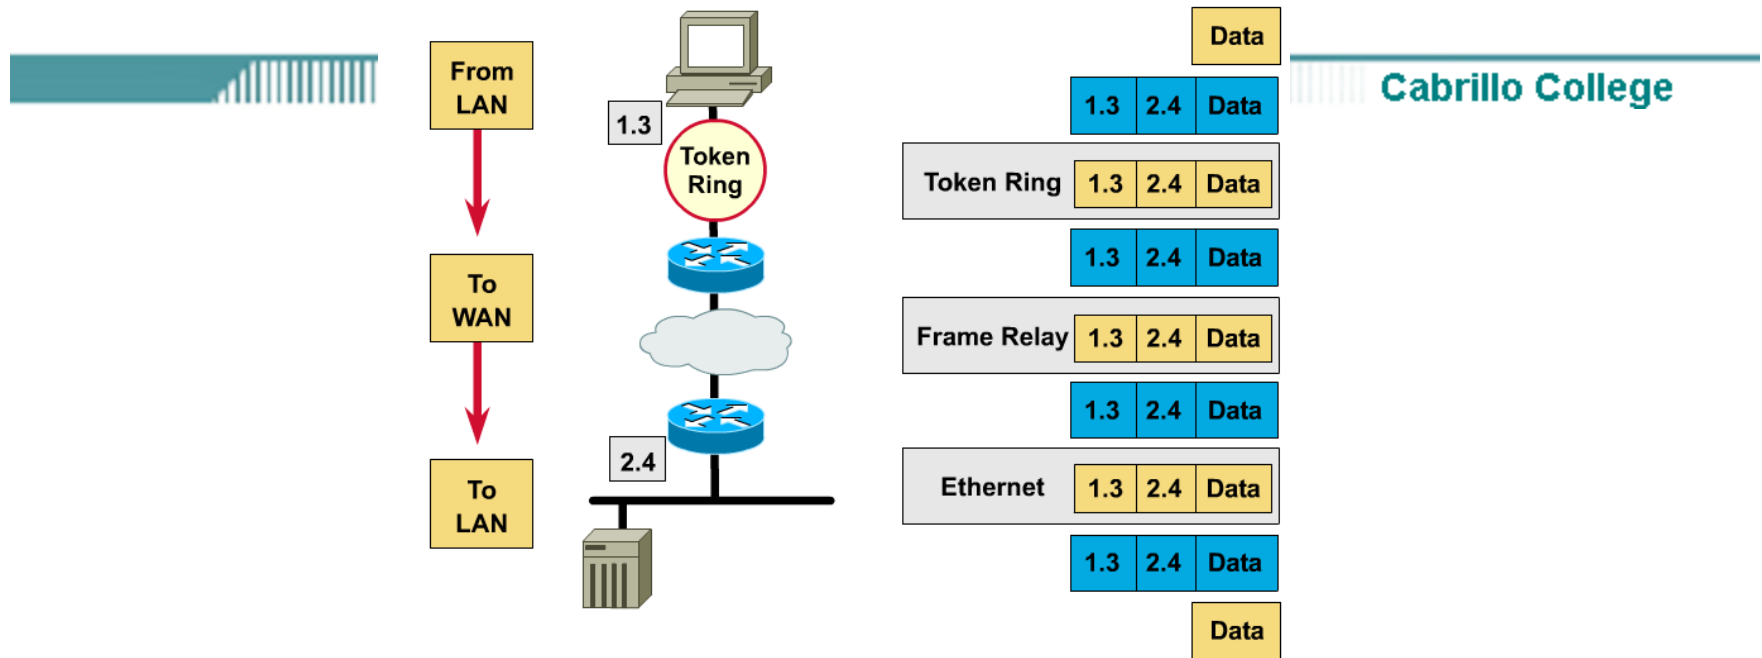 From
LAN
To
WAN
To
LAN
1.3
Token
Ring
2.4
Data
1.3 2.4 Data
Token Ring 1.3 2.4 Data
1.3 2.4 Data
Frame Relay 1.3 2.4 Data
1.3 2.4 Data
Ethernet 1.3 2.4 Data
1.3 2.4 Data
Data
Cabrillo College